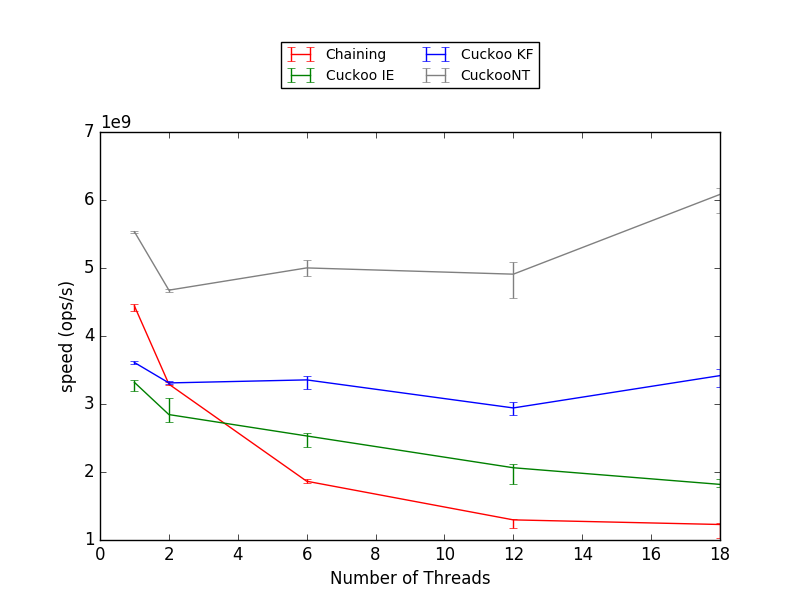 Chaining Cuckoo KF
Cuckoo IE CuckooNT
1e9
7
6
5
4
3
2
1
speed (ops/s)
0 2 4 6 8 10 12 14 16 18
Number of Threads